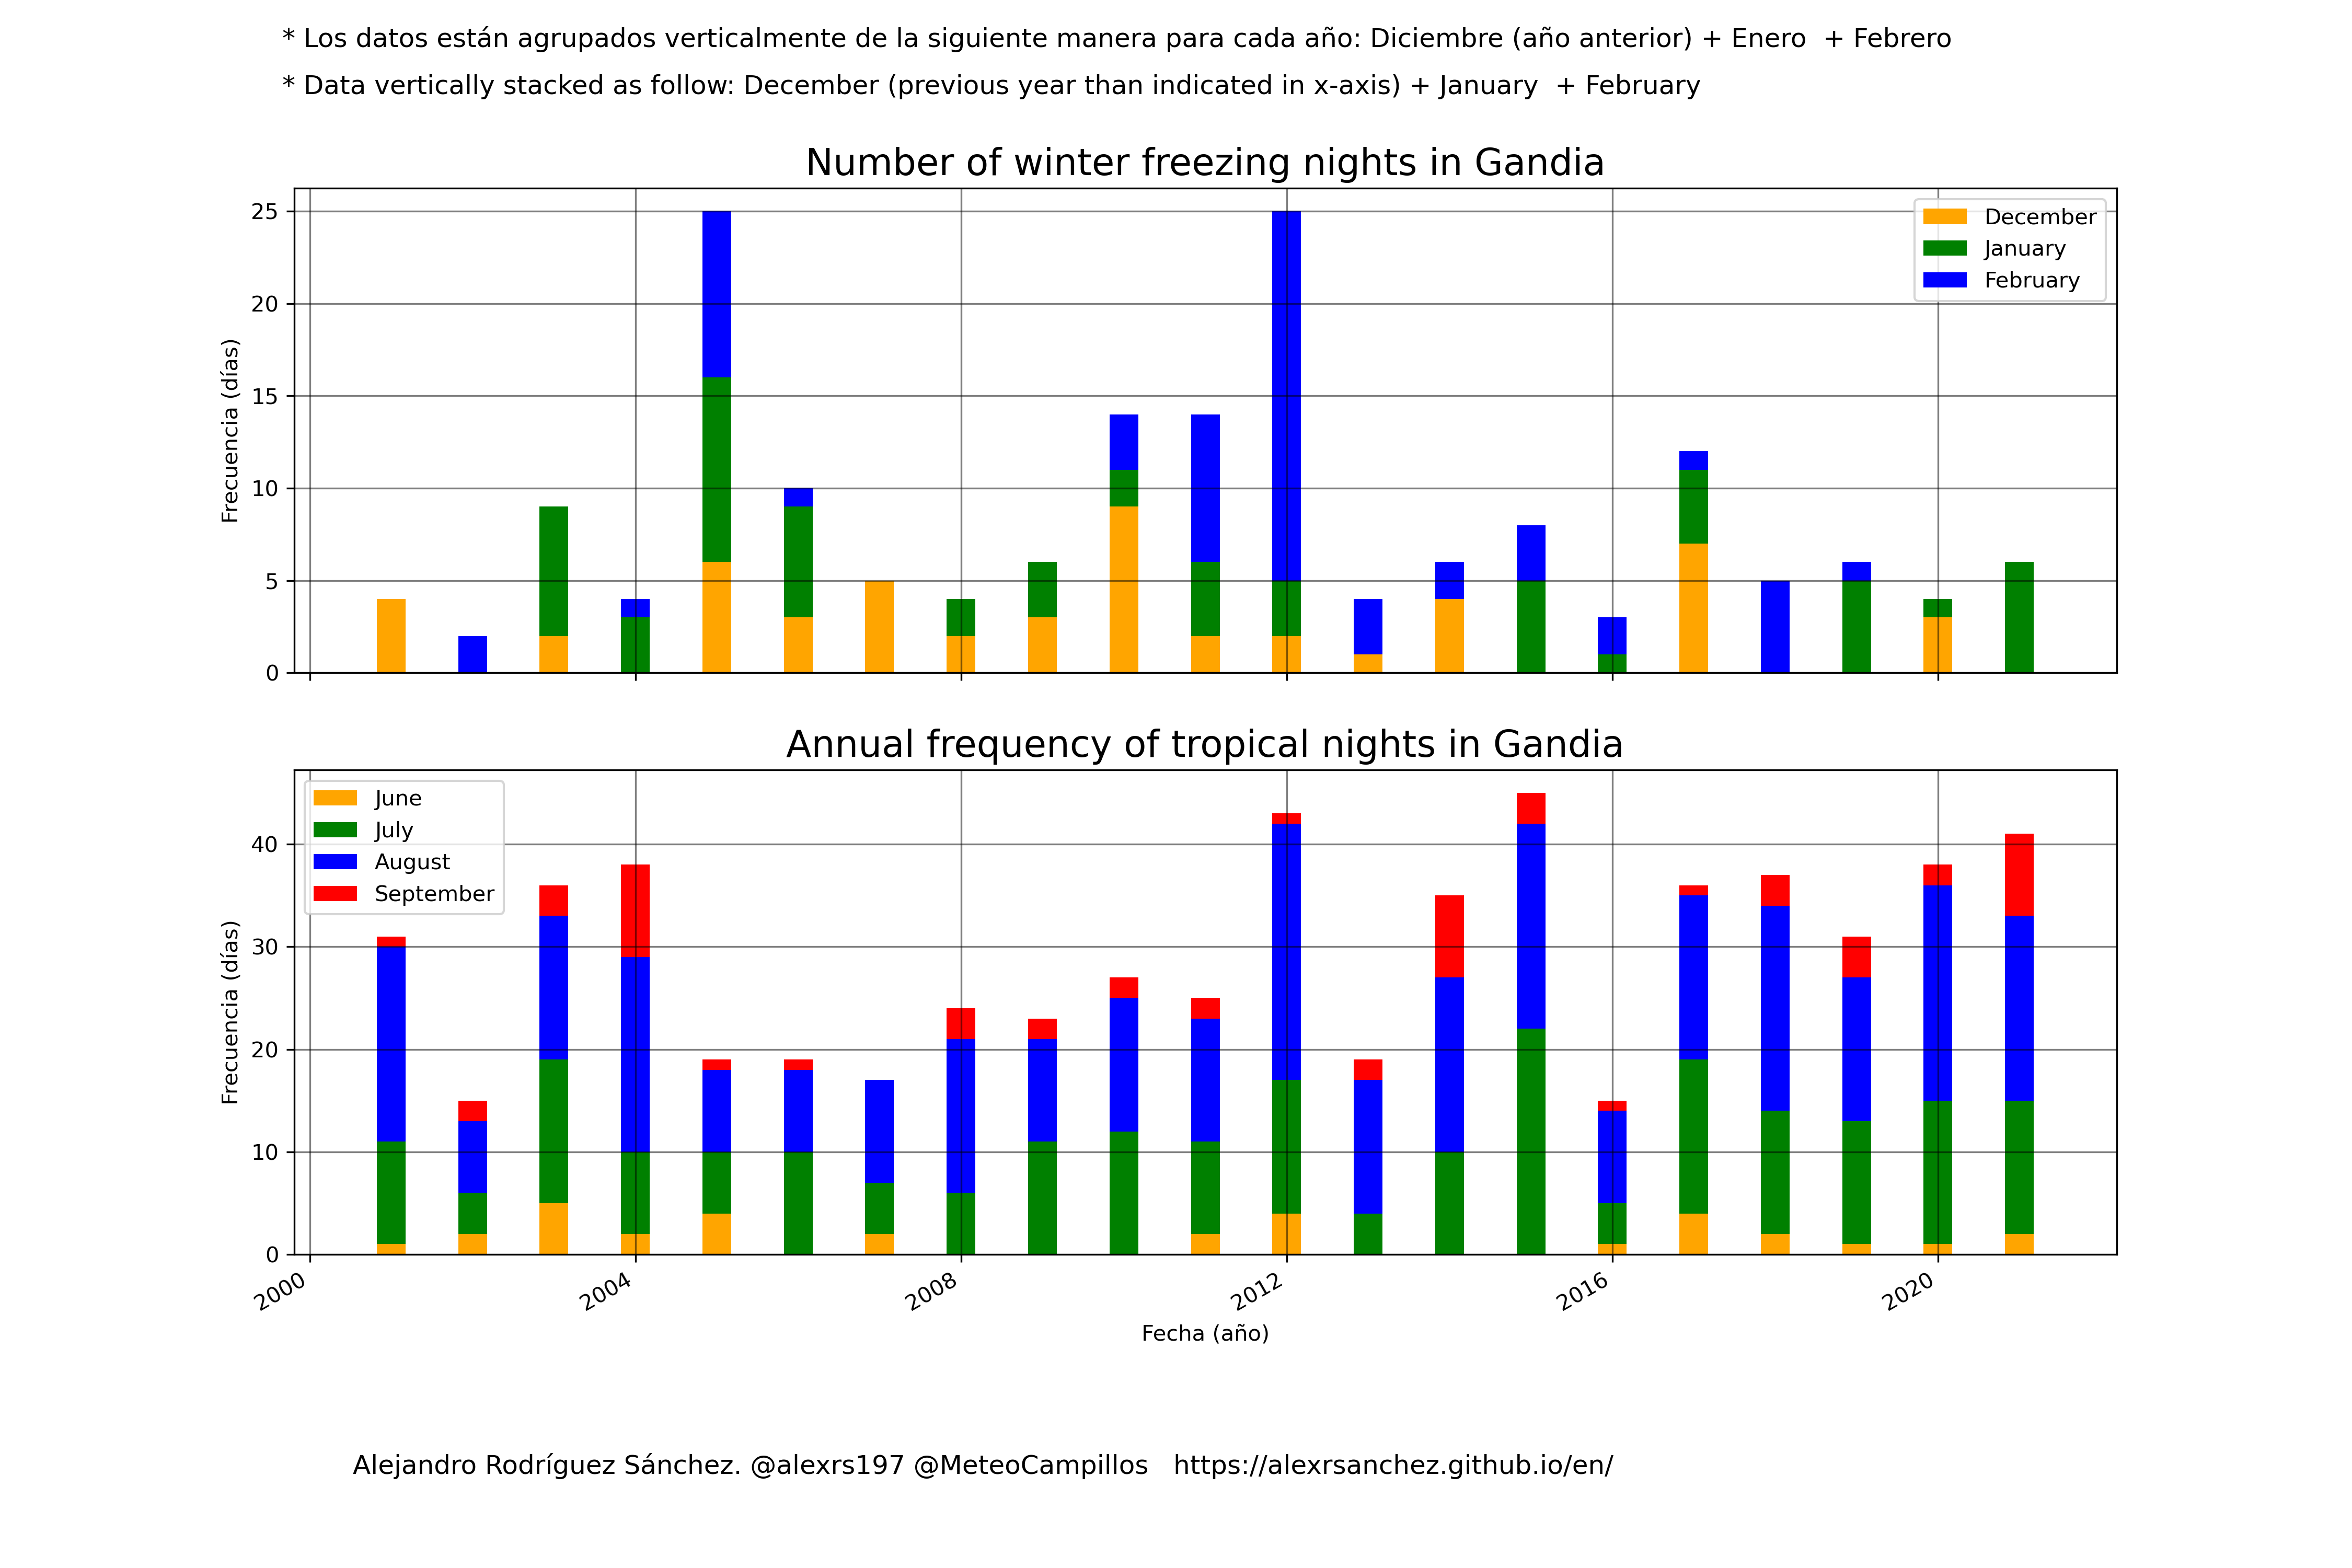 * Los datos están agrupados verticalmente de la siguiente manera para cada año: Diciembre (año anterior) + Enero  + Febrero
* Data vertically stacked as follow: December (previous year than indicated in x-axis) + January  + February
Number of winter freezing nights in Gandia
25
20
15
10
5
0
Frecuencia (días)
December
January
February
Annual frequency of tropical nights in Gandia
40
30
20
10
0
Frecuencia (días)
June
July
August
September
2000
2004
2008
2012
2016
2020
Fecha (año)
Alejandro Rodríguez Sánchez. @alexrs197 @MeteoCampillos   https://alexrsanchez.github.io/en/